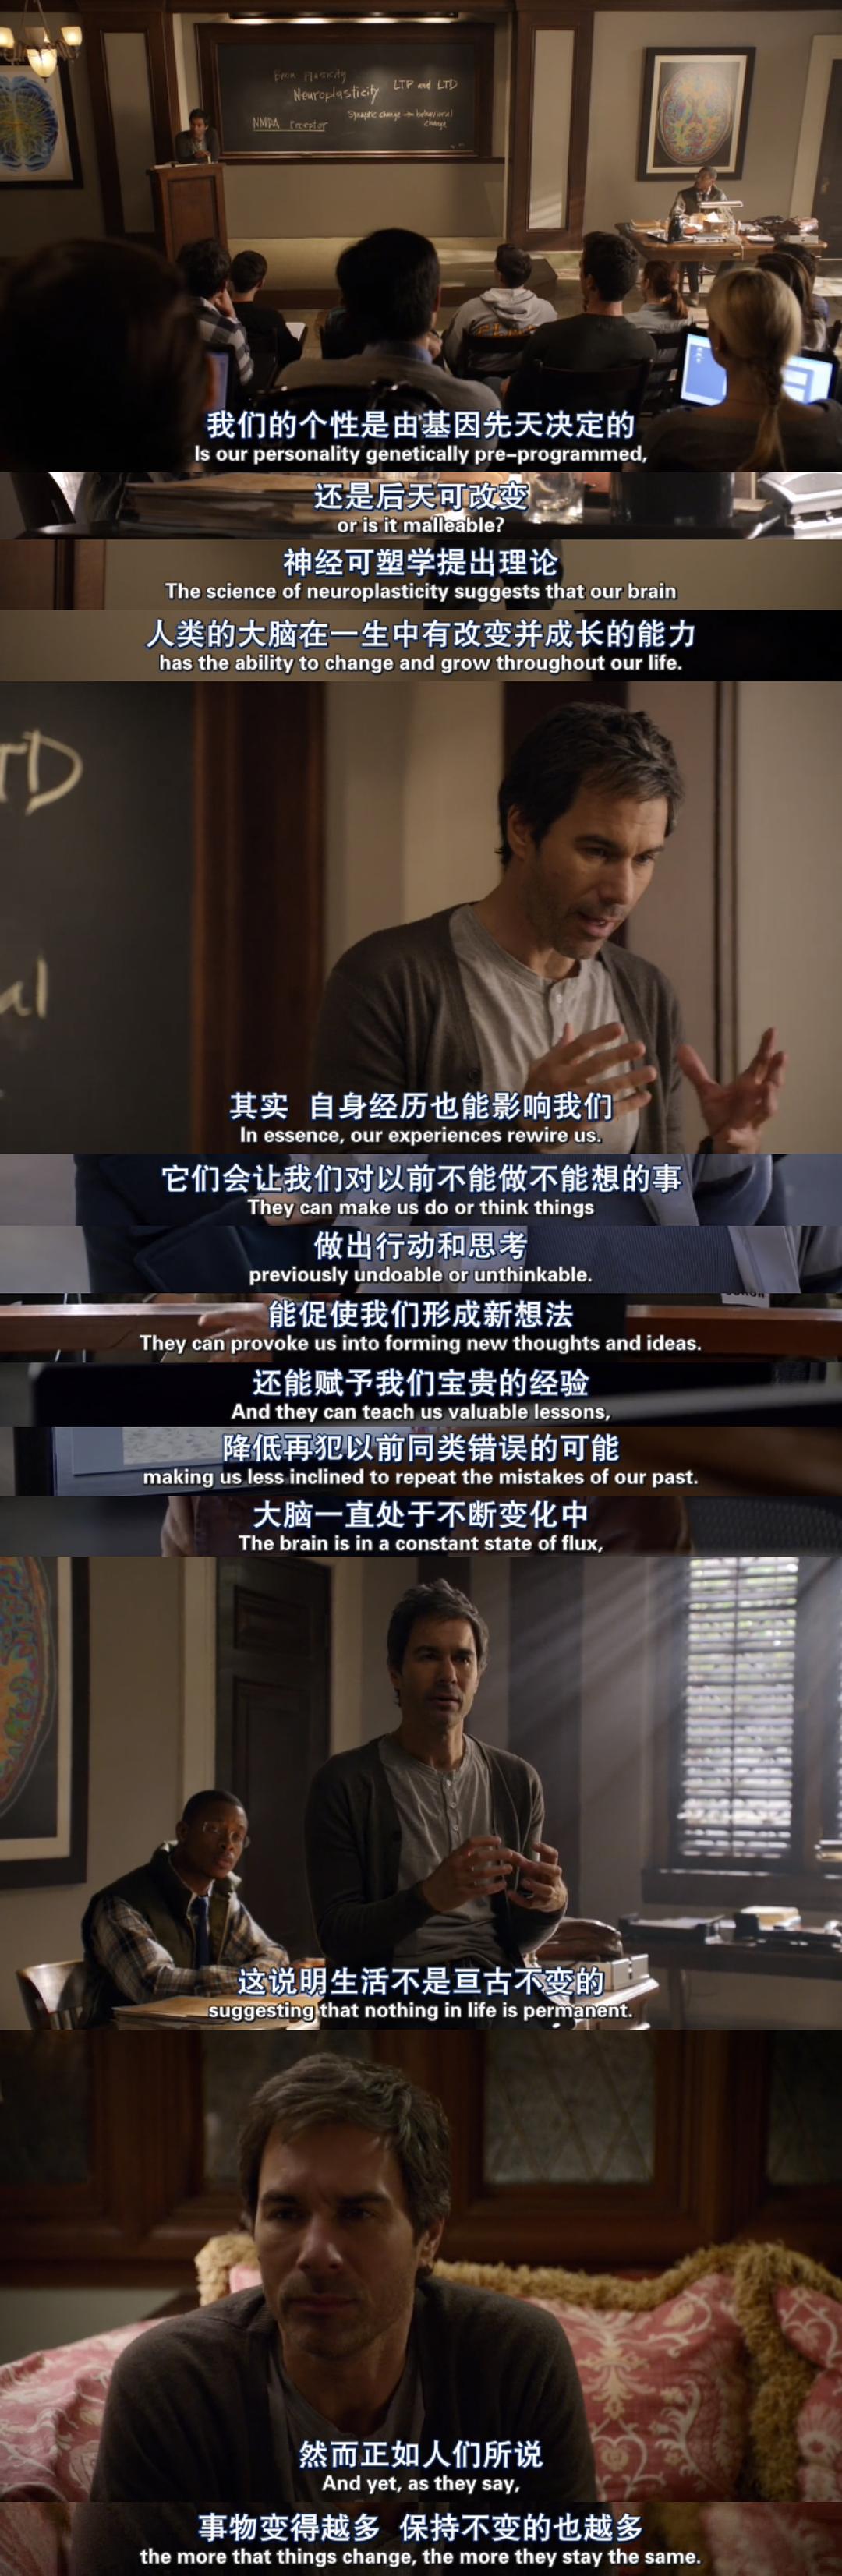 Brain Plasticity
Neuroplasticity
LTP and LTD
Synaptic change → behavioral
change
NMDA receptor
我们的个性是由基因先天决定的
Is our personality genetically pre-programmed,
还是后天可改变
or is it malleable?
神经可塑学提出理论
The science of neuroplasticity suggests that our brain
人类的大脑在一生中有改变并成长的能力
has the ability to change and grow throughout our life.
TD
al
其实 自身经历也能影响我们
In essence, our experiences rewire us.
它们会让我们对以前不能做不能想的事
They can make us do or think things
做出行动和思考
previously undoable or unthinkable.
能促使我们形成新想法
They can provoke us into forming new thoughts and ideas.
还能赋予我们宝贵的经验
And they can teach us valuable lessons,
降低再犯以前同类错误的可能
making us less inclined to repeat the mistakes of our past.
大脑一直处于不断变化中
The brain is in a constant state of flux,
这说明生活不是亘古不变的
suggesting that nothing in life is permanent.
然而正如人们所说
And yet, as they say,
事物变得越多 保持不变的也越多
the more that things change, the more they stay the same.